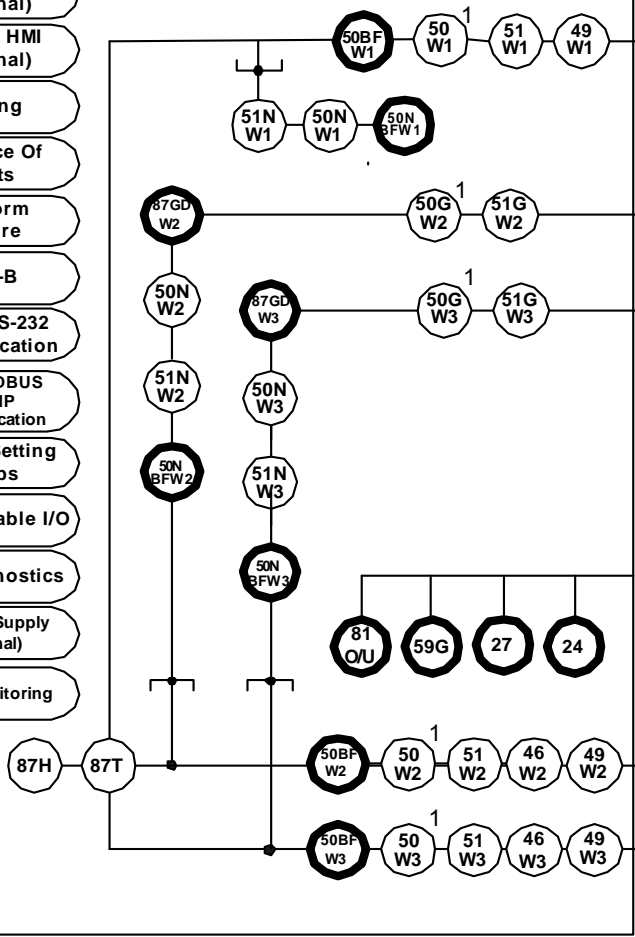 nal)
HMI
nal)
ng
ce Of
ts
orm
re
-B
S-232
cation
DBUS
IP
cation
Setting
ps
able I/O
nostics
Supply
nal)
itoring
50BF
W1
50
W1
1
51
W1
49
W1
51N
W1
50N
W1
50N
BFW1
87GD
W2
50G
W2
1
51G
W2
50N
W2
51N
W2
50N
BFW2
87GD
W3
50G
W3
1
51G
W3
50N
W3
51N
W3
50N
BFW3
81
O/U
59G
27
24
87H
87T
50BF
W2
50
W2
1
51
W2
46
W2
49
W2
50BF
W3
50
W3
1
51
W3
46
W3
49
W3